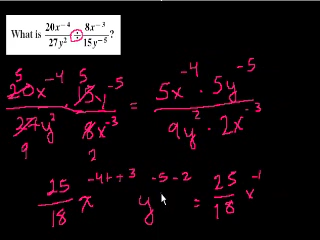 What is 20x⁻⁴/27y² ÷ 8x⁻³/15y⁻⁵?
20x⁻⁴/27y² · 15y⁻⁵/8x⁻³ = 5x⁻⁴ · 5y⁻⁵/9y² · 2x⁻³
5 5
9 2
25/18 x⁻⁴⁺³ y⁻⁵⁻² = 25/18 x⁻¹